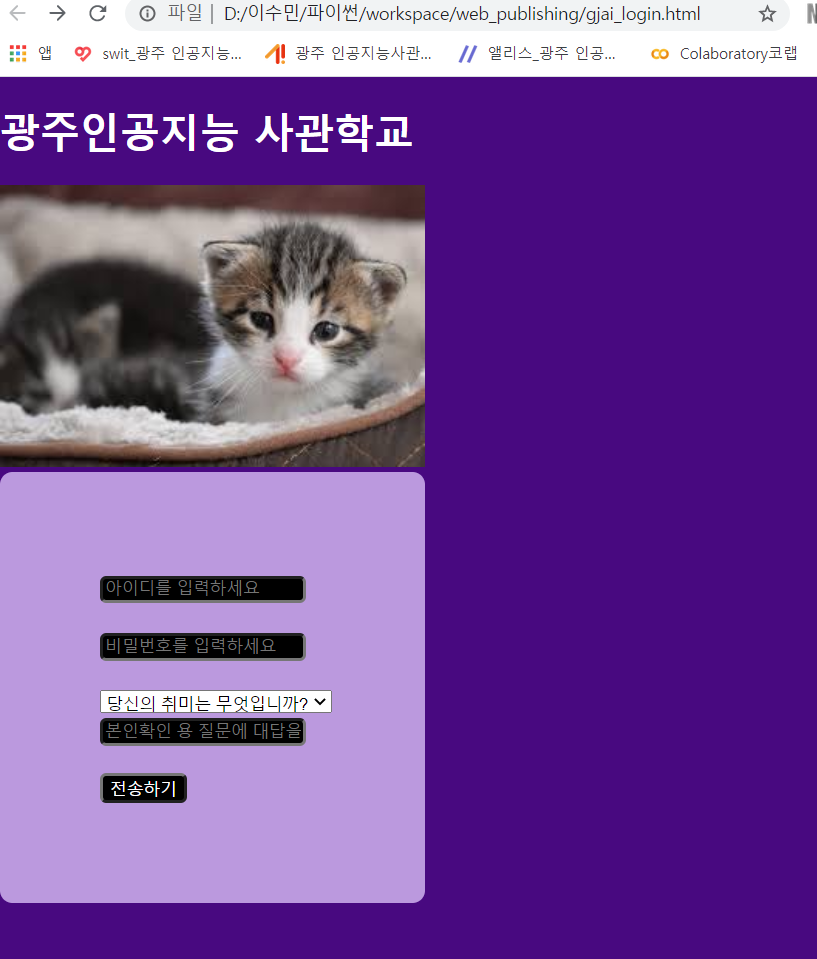 파일 | D:/이수민/파이썬/workspace/web_publishing/gjai_login.html
앱 swit_광주 인공지능... 광주 인공지능사관... 앨리스_광주 인공... Colaboratory코랩
광주인공지능 사관학교
아이디를 입력하세요
비밀번호를 입력하세요
당신의 취미는 무엇입니까?
본인확인 용 질문에 대답을
전송하기